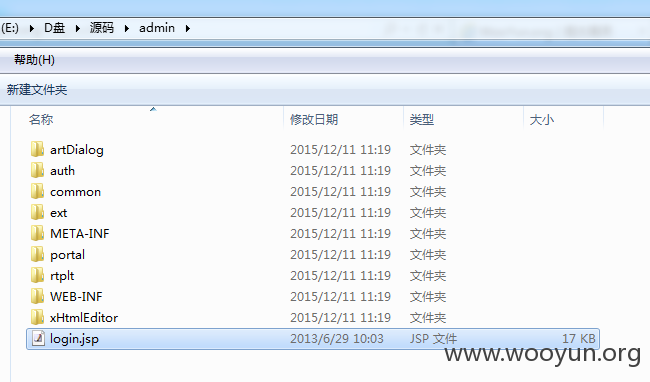 (E:) ▸ D盘 ▸ 源码 ▸ admin ▸
帮助(H)
新建文件夹
名称 修改日期 类型 大小
artDialog 2015/12/11 11:19 文件夹
auth 2015/12/11 11:19 文件夹
common 2015/12/11 11:19 文件夹
ext 2015/12/11 11:19 文件夹
META-INF 2015/12/11 11:19 文件夹
portal 2015/12/11 11:19 文件夹
rtplt 2015/12/11 11:19 文件夹
WEB-INF 2015/12/11 11:19 文件夹
xHtmlEditor 2015/12/11 11:19 文件夹
login.jsp 2013/6/29 10:03 JSP 文件 17 KB
www.wooyun.org